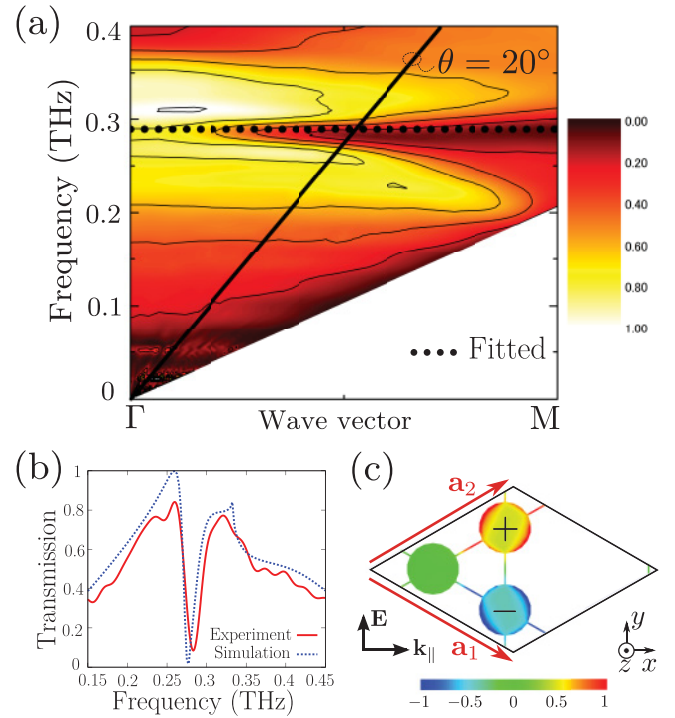 (a)
0.4
0.3
0.2
0.1
0
Frequency (THz)
θ = 20°
0.00
0.20
0.40
0.60
0.80
1.00
Fitted
Γ
Wave vector
M
(b)
1
0.8
0.6
0.4
0.2
0
Transmission
Experiment
Simulation
0.15 0.2 0.25 0.3 0.35 0.4 0.45
Frequency (THz)
(c)
a₂
+
−
E
k∥
a₁
y
z x
−1 −0.5 0 0.5 1